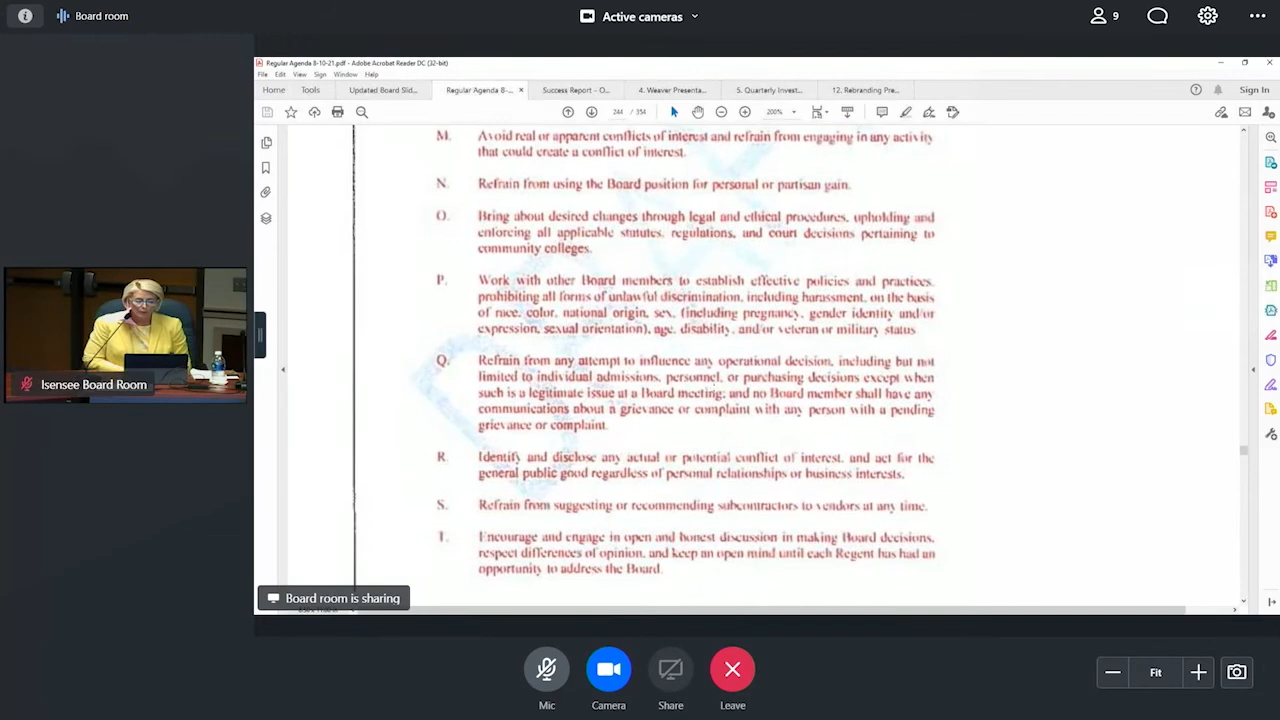 Board room
Active cameras
9
Regular Agenda 8-10-21.pdf - Adobe Acrobat Reader DC (32-bit)
File Edit View Sign Window Help
Home Tools Updated Board Slid... Regular Agenda 8-... × Success Report - O... 4. Weaver Presenta... 5. Quarterly Invest... 12. Rebranding Pre... Sign In
244 / 354 200%
M. Avoid real or apparent conflicts of interest and refrain from engaging in any activity
that could create a conflict of interest.
N. Refrain from using the Board position for personal or partisan gain.
O. Bring about desired changes through legal and ethical procedures, upholding and
enforcing all applicable statutes, regulations, and court decisions pertaining to
community colleges.
P. Work with other Board members to establish effective policies and practices
prohibiting all forms of unlawful discrimination, including harassment, on the basis
of race, color, national origin, sex, (including pregnancy, gender identity and/or
expression, sexual orientation), age, disability, and/or veteran or military status
Q. Refrain from any attempt to influence any operational decision, including but not
limited to individual admissions, personnel, or purchasing decisions except when
such is a legitimate issue at a Board meeting; and no Board member shall have any
communications about a grievance or complaint with any person with a pending
grievance or complaint.
R. Identify and disclose any actual or potential conflict of interest, and act for the
general public good regardless of personal relationships or business interests.
S. Refrain from suggesting or recommending subcontractors to vendors at any time.
T. Encourage and engage in open and honest discussion in making Board decisions,
respect differences of opinion, and keep an open mind until each Regent has had an
opportunity to address the Board.
Isensee Board Room
Board room is sharing
Fit
Mic Camera Share Leave